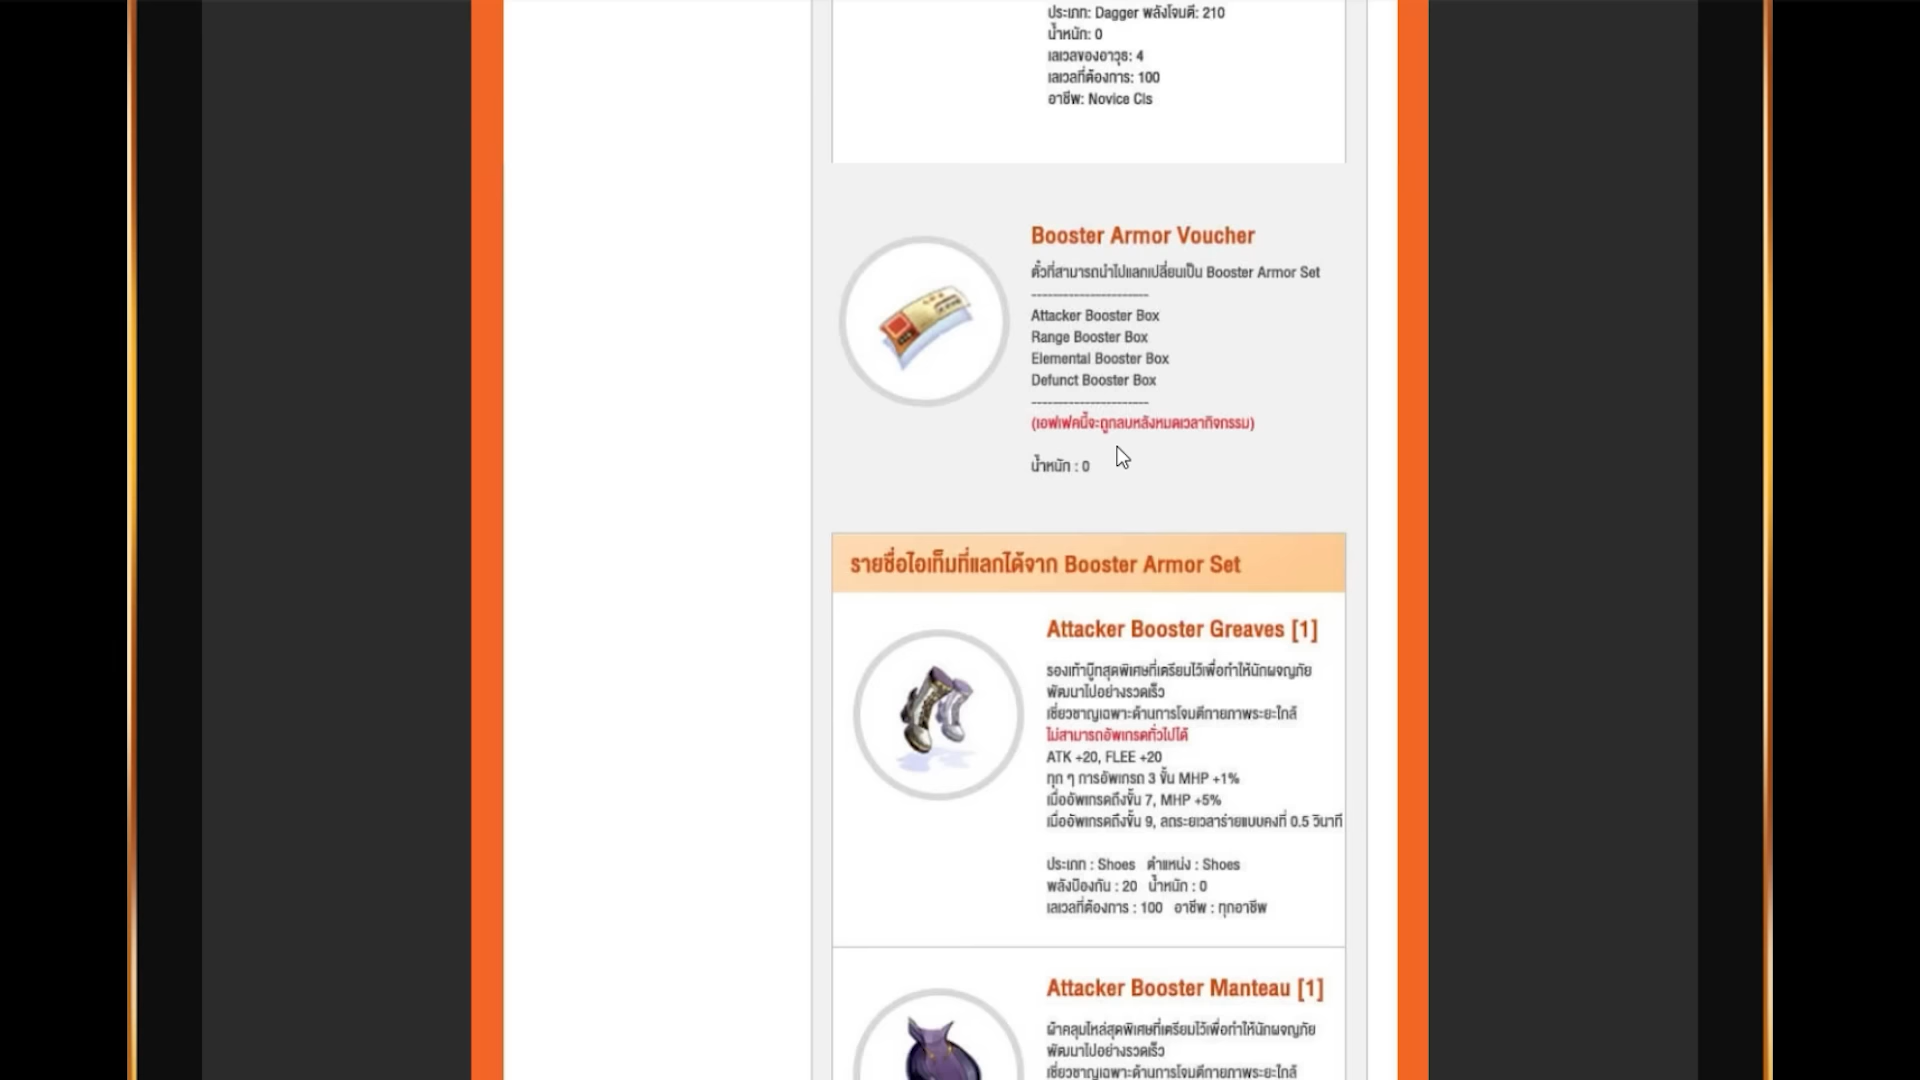 ประเภท: Dagger พลังโจมตี: 210
น้ำหนัก: 0
เลเวลของอาวุธ: 4
เลเวลที่ต้องการ: 100
อาชีพ: Novice Cls
Booster Armor Voucher
ตั๋วที่สามารถนำไปแลกเปลี่ยนเป็น Booster Armor Set
----------------------
Attacker Booster Box
Range Booster Box
Elemental Booster Box
Defunct Booster Box
----------------------
(เอฟเฟคนี้จะถูกลบหลังหมดเวลากิจกรรม)
น้ำหนัก : 0
รายชื่อไอเท็มที่แลกได้จาก Booster Armor Set
Attacker Booster Greaves [1]
รองเท้าบู๊ทสุดพิเศษที่เตรียมไว้เพื่อทำให้นักผจญภัย
พัฒนาไปอย่างรวดเร็ว
เชี่ยวชาญเฉพาะด้านการโจมตีกายภาพระยะใกล้
ไม่สามารถอัพเกรดทั่วไปได้
ATK +20, FLEE +20
ทุก ๆ การอัพเกรด 3 ขั้น MHP +1%
เมื่ออัพเกรดถึงขั้น 7, MHP +5%
เมื่ออัพเกรดถึงขั้น 9, ลดระยะเวลาร่ายแบบคงที่ 0.5 วินาที
ประเภท : Shoes ตำแหน่ง : Shoes
พลังป้องกัน : 20 น้ำหนัก : 0
เลเวลที่ต้องการ : 100 อาชีพ : ทุกอาชีพ
Attacker Booster Manteau [1]
ผ้าคลุมไหล่สุดพิเศษที่เตรียมไว้เพื่อทำให้นักผจญภัย
พัฒนาไปอย่างรวดเร็ว
เชี่ยวชาญเฉพาะด้านการโจมตีกายภาพระยะใกล้